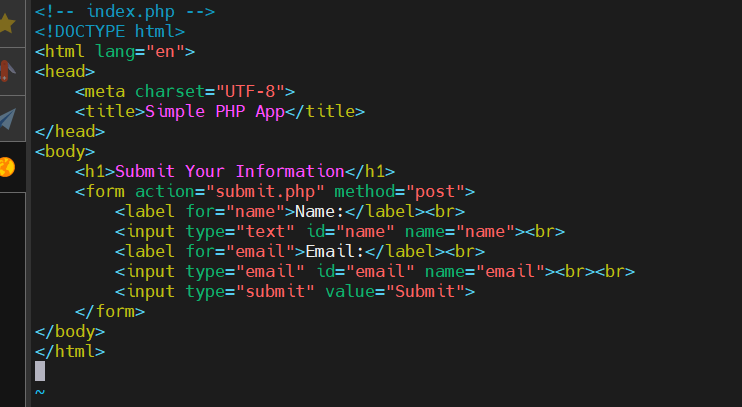 <!-- index.php -->
<!DOCTYPE html>
<html lang="en">
<head>
    <meta charset="UTF-8">
    <title>Simple PHP App</title>
</head>
<body>
    <h1>Submit Your Information</h1>
    <form action="submit.php" method="post">
        <label for="name">Name:</label><br>
        <input type="text" id="name" name="name"><br>
        <label for="email">Email:</label><br>
        <input type="email" id="email" name="email"><br><br>
        <input type="submit" value="Submit">
    </form>
</body>
</html>
~